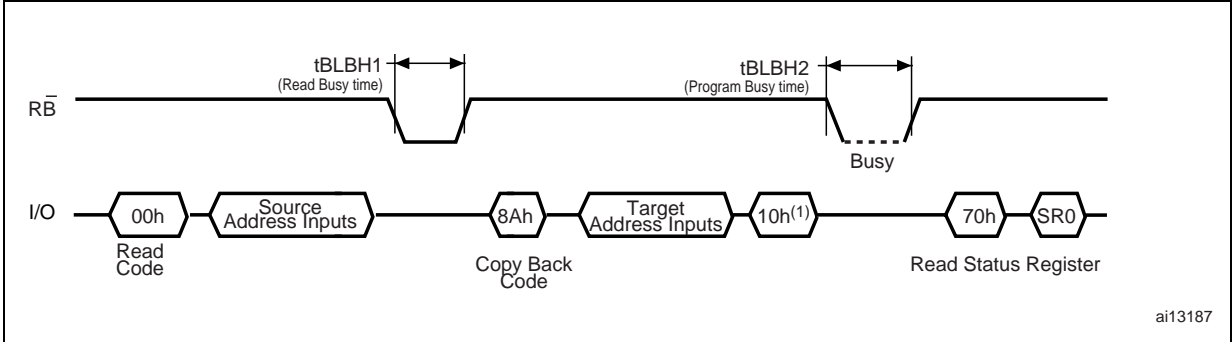 tBLBH1
(Read Busy time)
tBLBH2
(Program Busy time)
RB̅
Busy
I/O
00h
Source
Address Inputs
8Ah
Target
Address Inputs
10h(1)
70h
SR0
Read
Code
Copy Back
Code
Read Status Register
ai13187